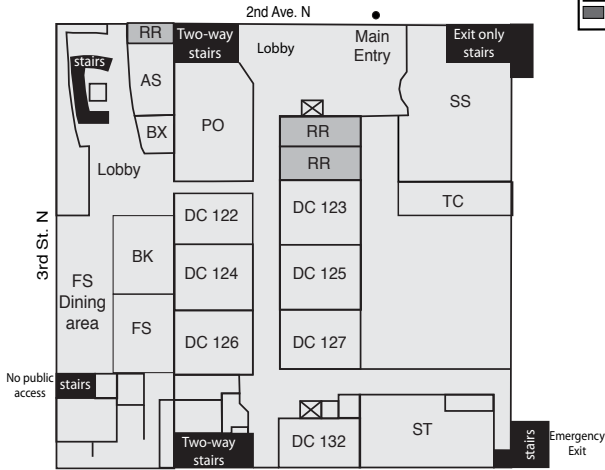 2nd Ave. N
RR
Two-way
stairs
Lobby
Main
Entry
Exit only
stairs
stairs
AS
SS
BX
PO
RR
RR
Lobby
TC
DC 122
DC 123
3rd St. N
BK
DC 124
DC 125
FS
Dining
area
FS
DC 126
DC 127
No public
access
stairs
ST
Two-way
stairs
DC 132
stairs
Emergency
Exit